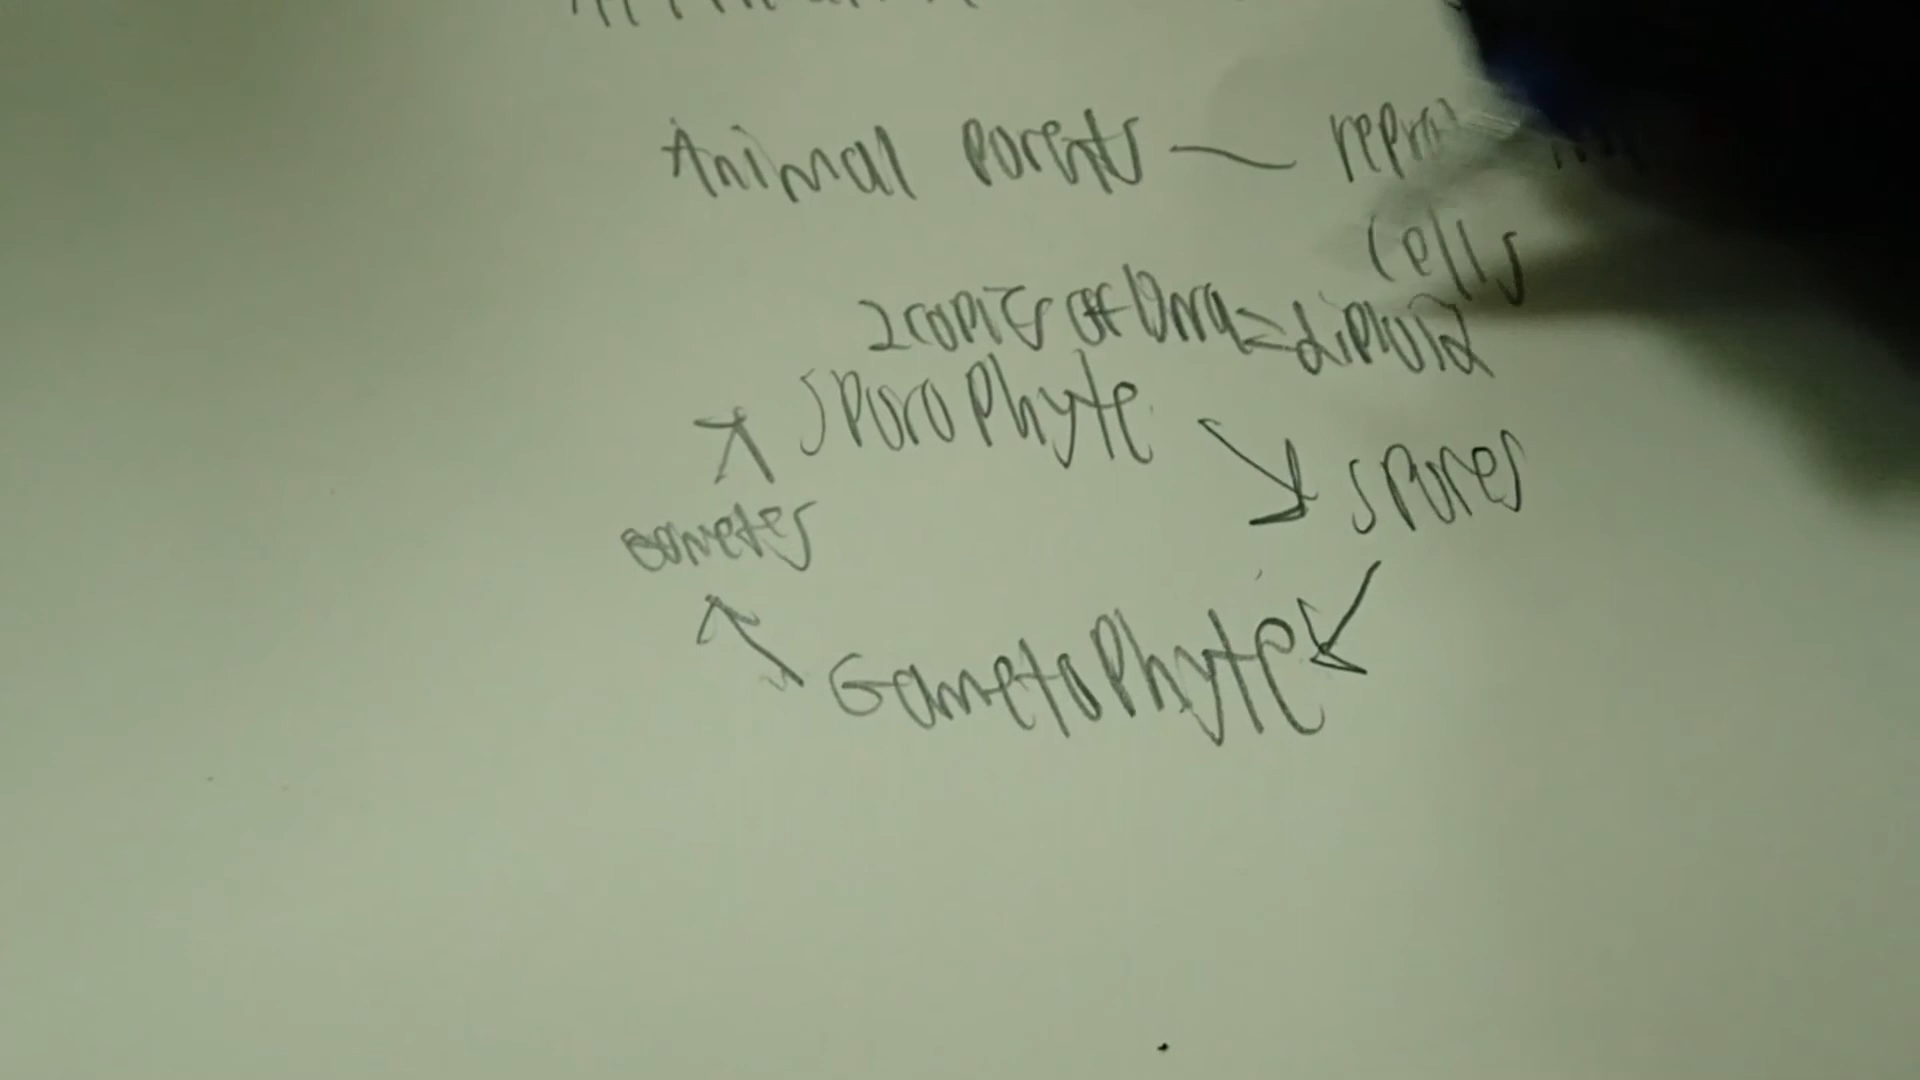 Animal parents — repro
cells
2 copies of Dna = diploid
sporophyte
spores
gametes
Gametophyte